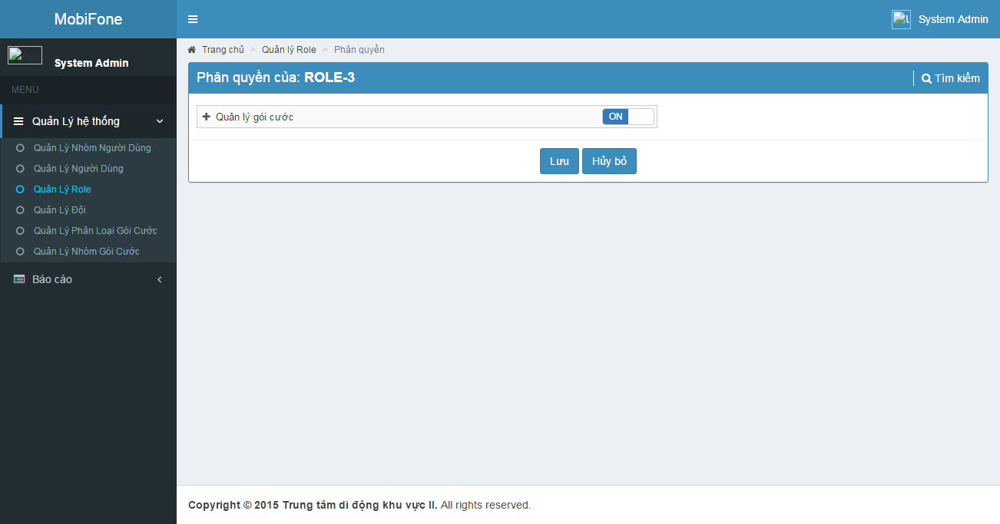 MobiFone
System Admin
System Admin
MENU
Quản Lý hệ thống
Quản Lý Nhóm Người Dùng
Quản Lý Người Dùng
Quản Lý Role
Quản Lý Đội
Quản Lý Phân Loại Gói Cước
Quản Lý Nhóm Gói Cước
Báo cáo
Trang chủ > Quản lý Role > Phân quyền
Phân quyền của: ROLE-3
Tìm kiếm
Quản lý gói cước
ON
Lưu Hủy bỏ
Copyright © 2015 Trung tâm di động khu vực II. All rights reserved.